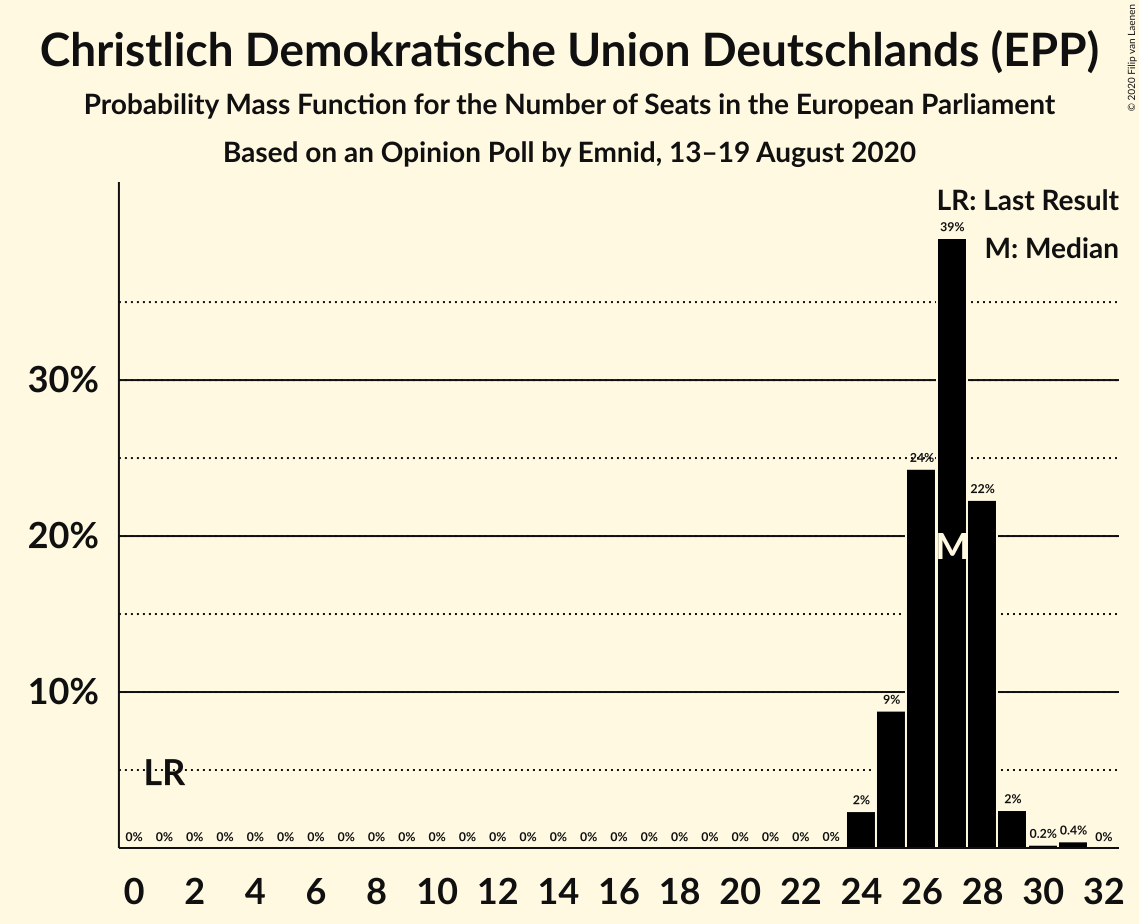 Christlich Demokratische Union Deutschlands (EPP)
Probability Mass Function for the Number of Seats in the European Parliament
Based on an Opinion Poll by Emnid, 13–19 August 2020
© 2020 Filip van Laenen
LR: Last Result
M: Median
39%
30%
24%
22%
20%
M
10%
9%
LR
2%
2%
0% 0% 0% 0% 0% 0% 0% 0% 0% 0% 0% 0% 0% 0% 0% 0% 0% 0% 0% 0% 0% 0% 0% 0% 0.2% 0.4% 0%
0 2 4 6 8 10 12 14 16 18 20 22 24 26 28 30 32